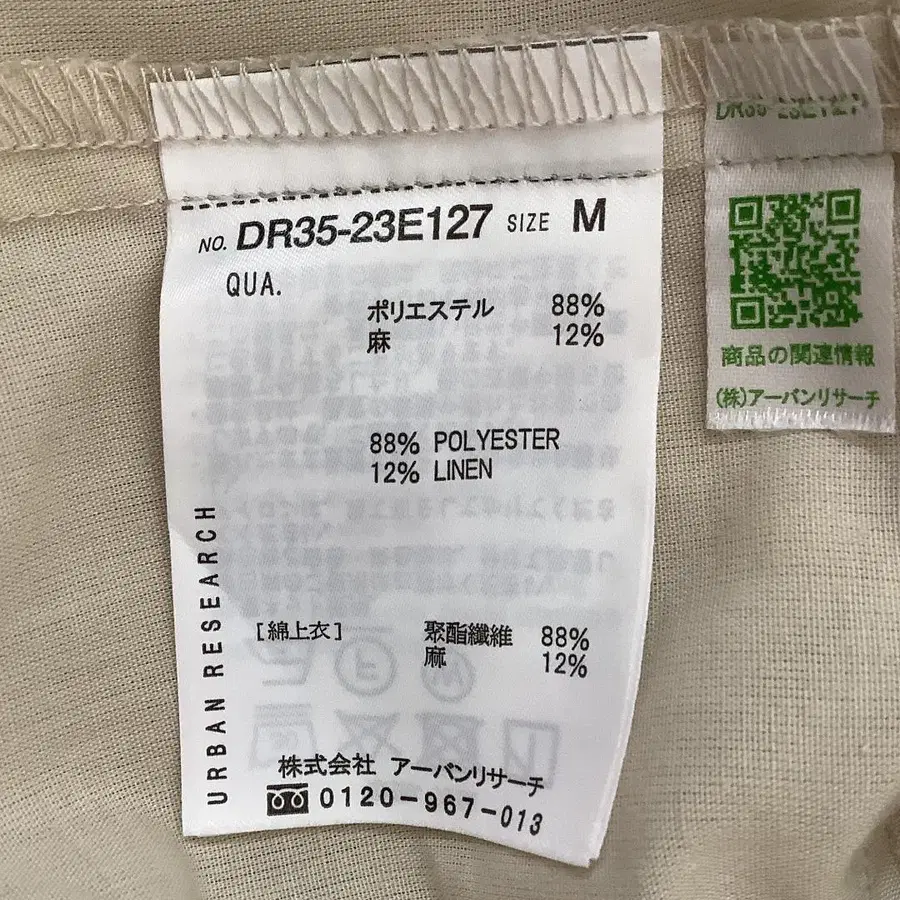 NO. DR35-23E127 SIZE M
QUA.
ポリエステル 88%
麻 12%
88% POLYESTER
12% LINEN
URBAN RESEARCH
[綿上衣]
聚酯纖維 88%
麻 12%
株式会社 アーバンリサーチ
0120-967-013
DR35-23E127
商品の関連情報
(株)アーバンリサーチ